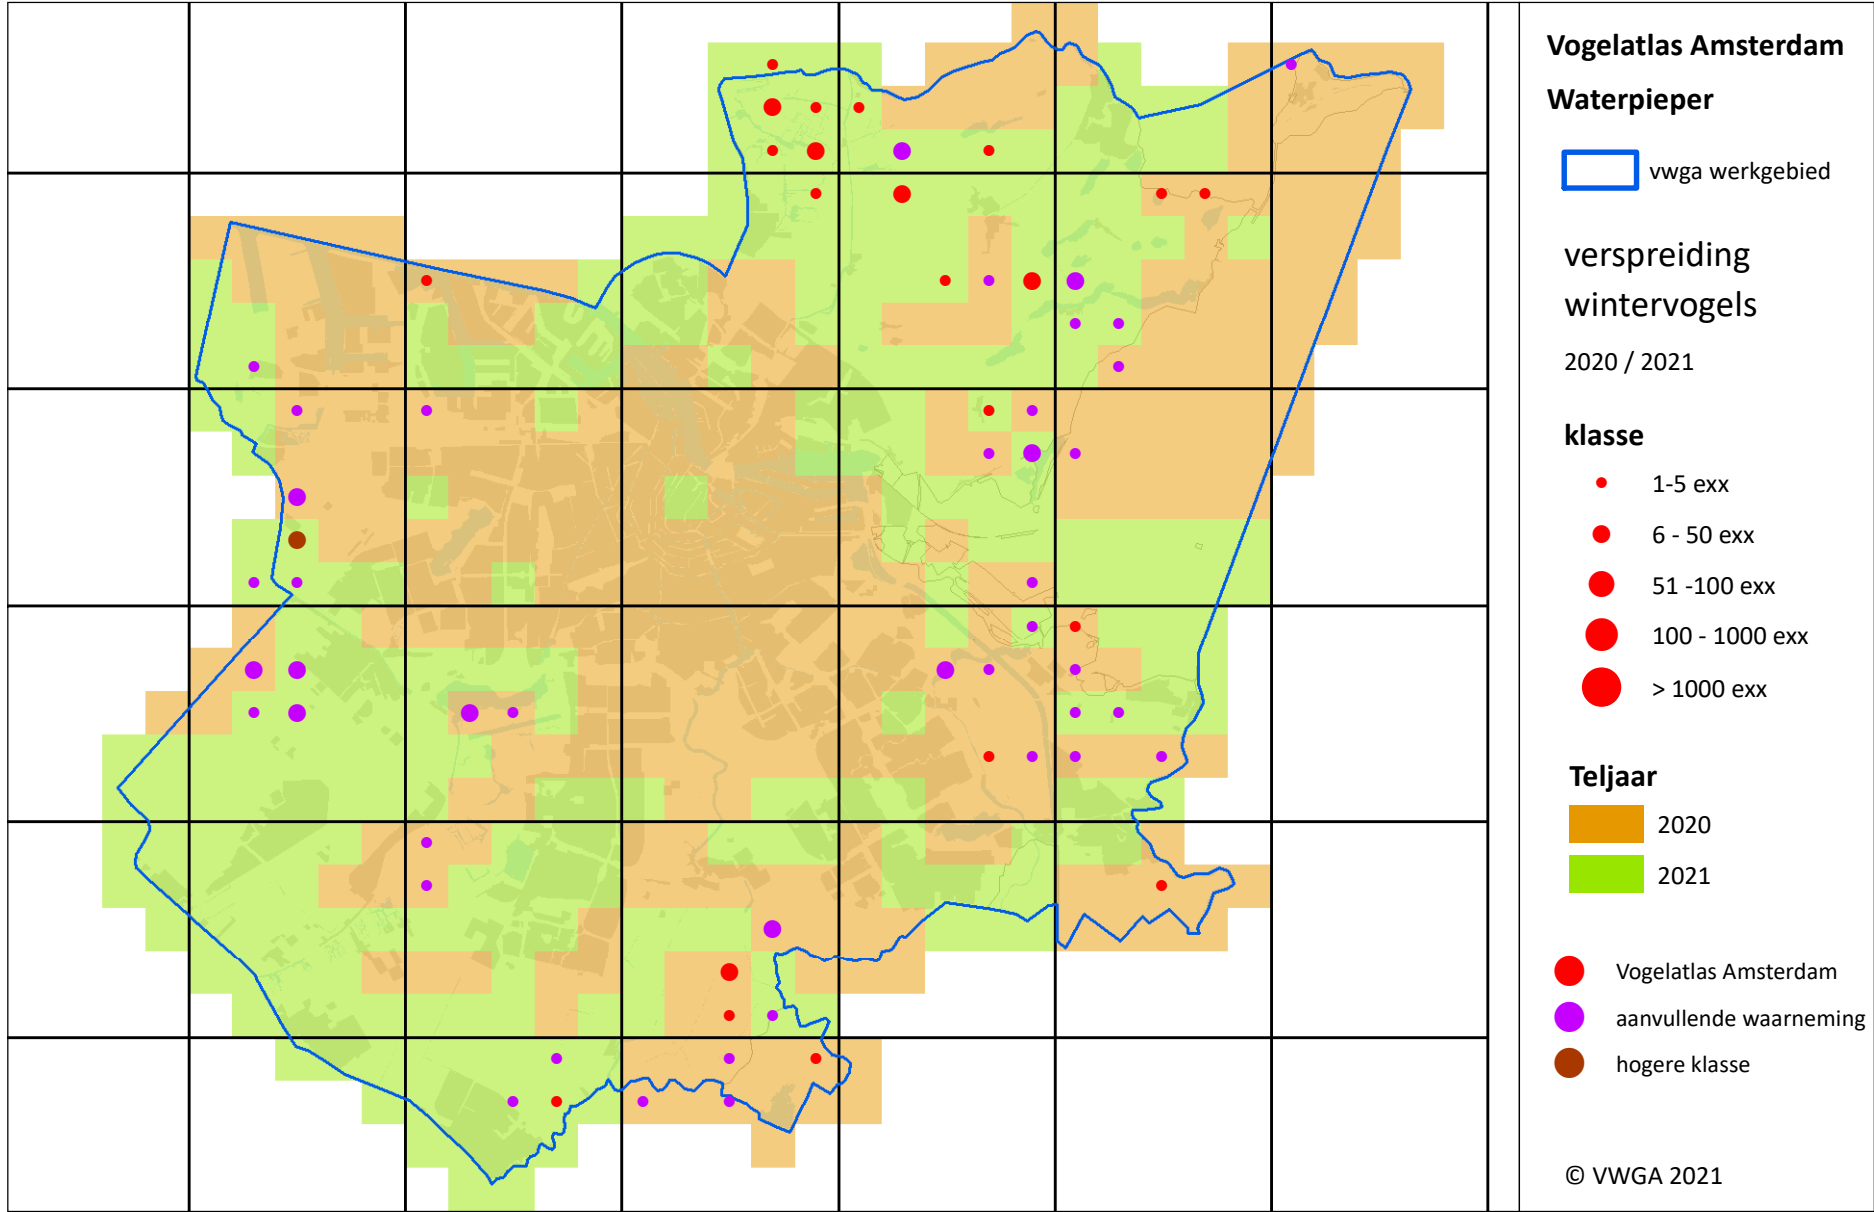 Vogelatlas Amsterdam
Waterpieper
vwga werkgebied
verspreiding
wintervogels
2020 / 2021
klasse
1-5 exx
6 - 50 exx
51 -100 exx
100 - 1000 exx
> 1000 exx
Teljaar
2020
2021
Vogelatlas Amsterdam
aanvullende waarneming
hogere klasse
© VWGA 2021